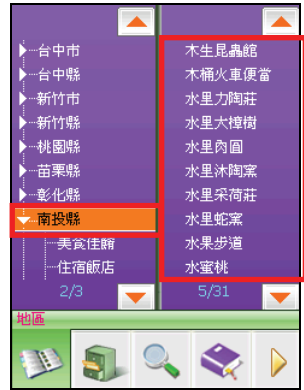 台中市
台中縣
新竹市
新竹縣
桃園縣
苗栗縣
彰化縣
南投縣
美食佳餚
住宿飯店
2/3
木生昆蟲館
木桶火車便當
水里力陶莊
水里大樟樹
水里肉圓
水里沐陶窯
水里采荷莊
水里蛇窯
水果步道
水蜜桃
5/31
地區